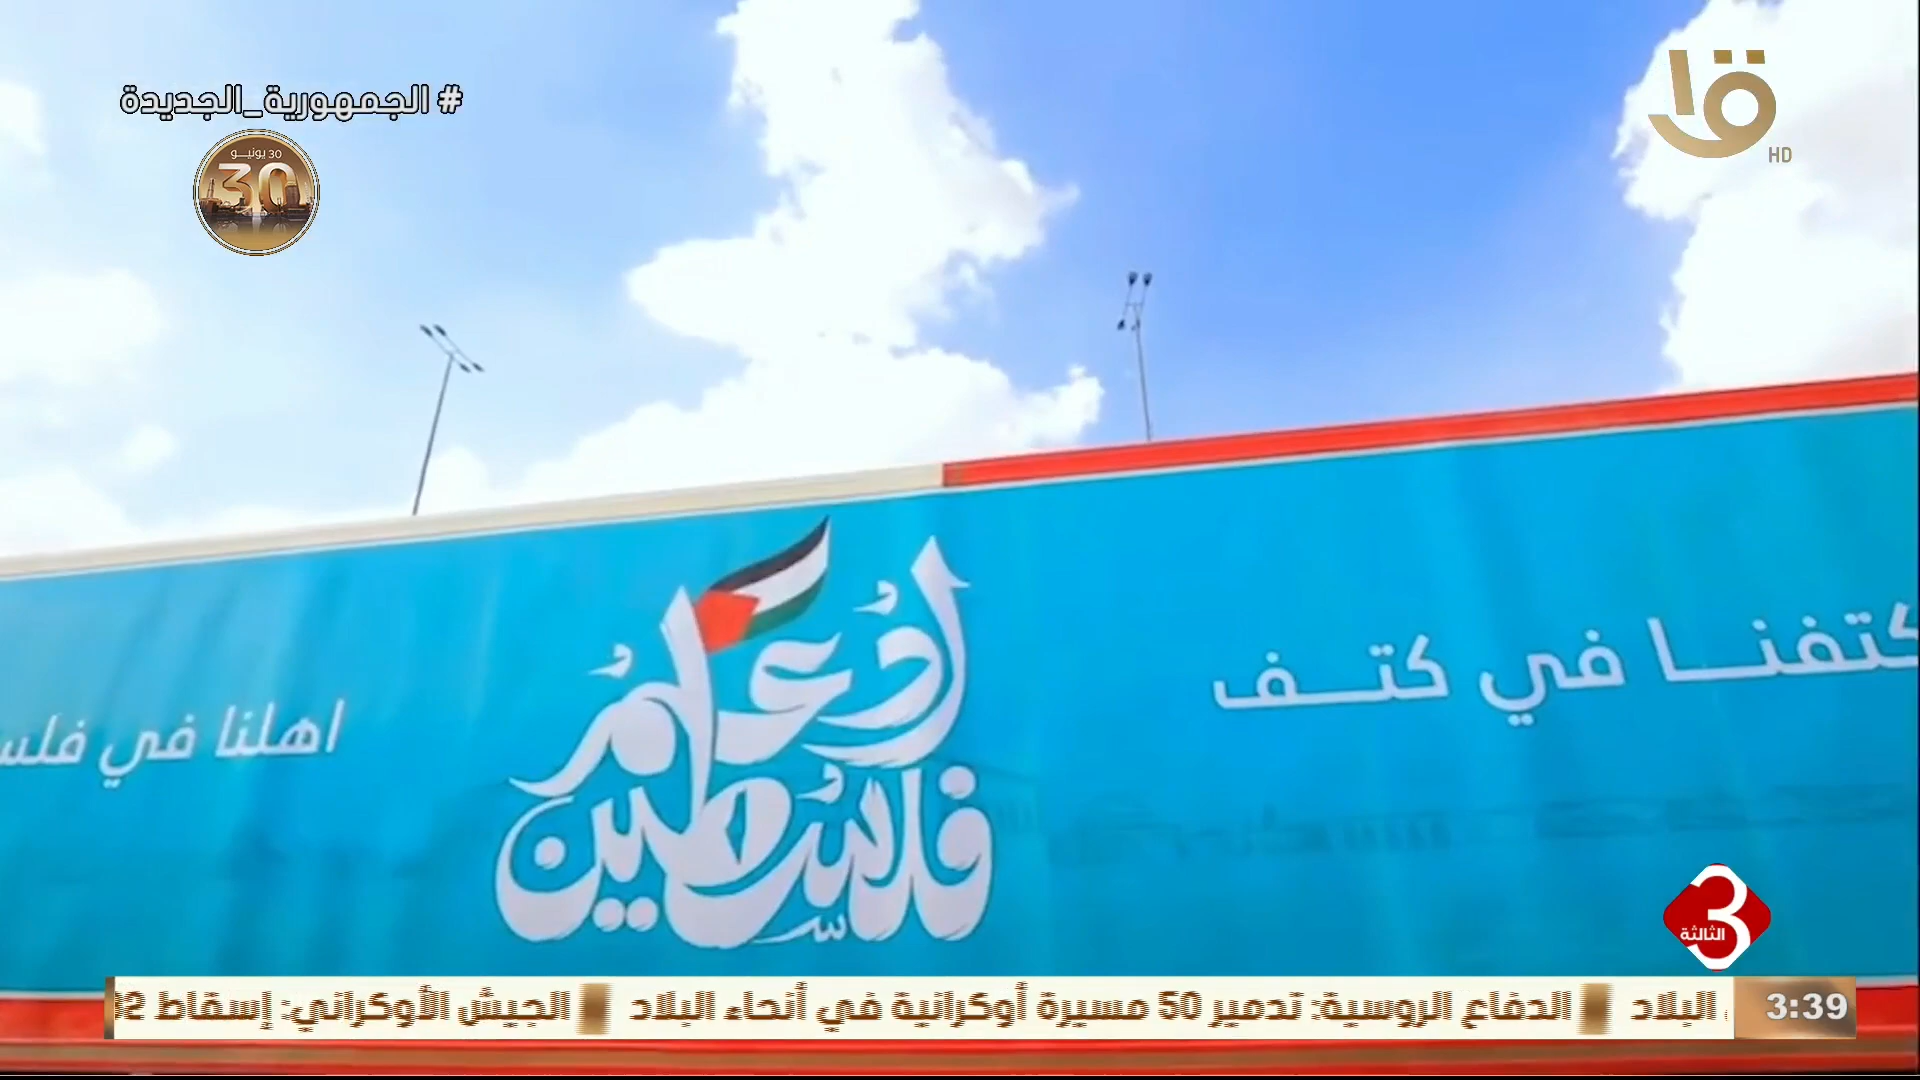 # الجمهورية_الجديدة
30 يونيو
30
HD
كتفنا في كتف
ادعم
فلسطين
اهلنا في
3
الثالثة
البلاد
الدفاع الروسية: تدمير 50 مسيرة أوكرانية في أنحاء البلاد
الجيش الأوكراني: إسقاط
3:39